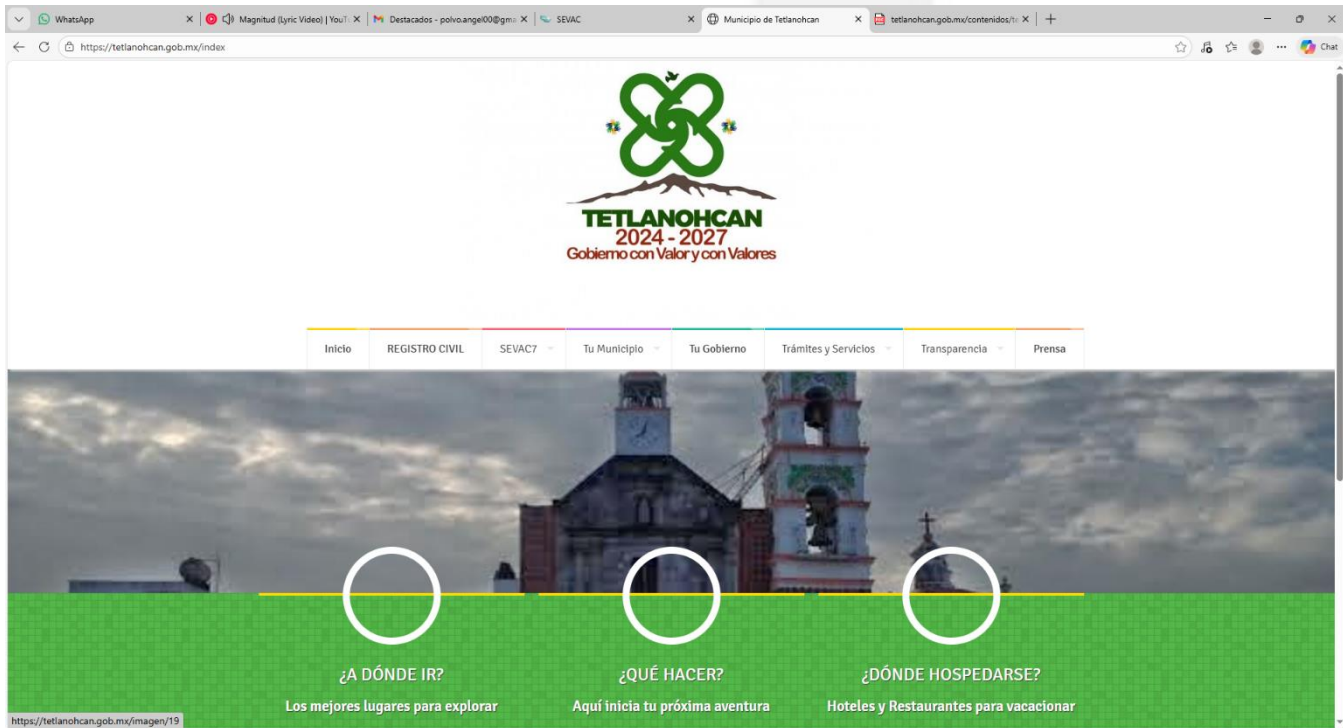 WhatsApp
Magnitud (Lyric Video) | YouT
Destacados - polvo.angel00@gma
SEVAC
Municipio de Tetlanohcan
tetlanohcan.gob.mx/contenidos/te
https://tetlanohcan.gob.mx/index
Chat
TETLANOHCAN
2024 - 2027
Gobierno con Valor y con Valores
Inicio
REGISTRO CIVIL
SEVAC7
Tu Municipio
Tu Gobierno
Trámites y Servicios
Transparencia
Prensa
¿A DÓNDE IR?
Los mejores lugares para explorar
¿QUÉ HACER?
Aquí inicia tu próxima aventura
¿DÓNDE HOSPEDARSE?
Hoteles y Restaurantes para vacacionar
https://tetlanohcan.gob.mx/imagen/19